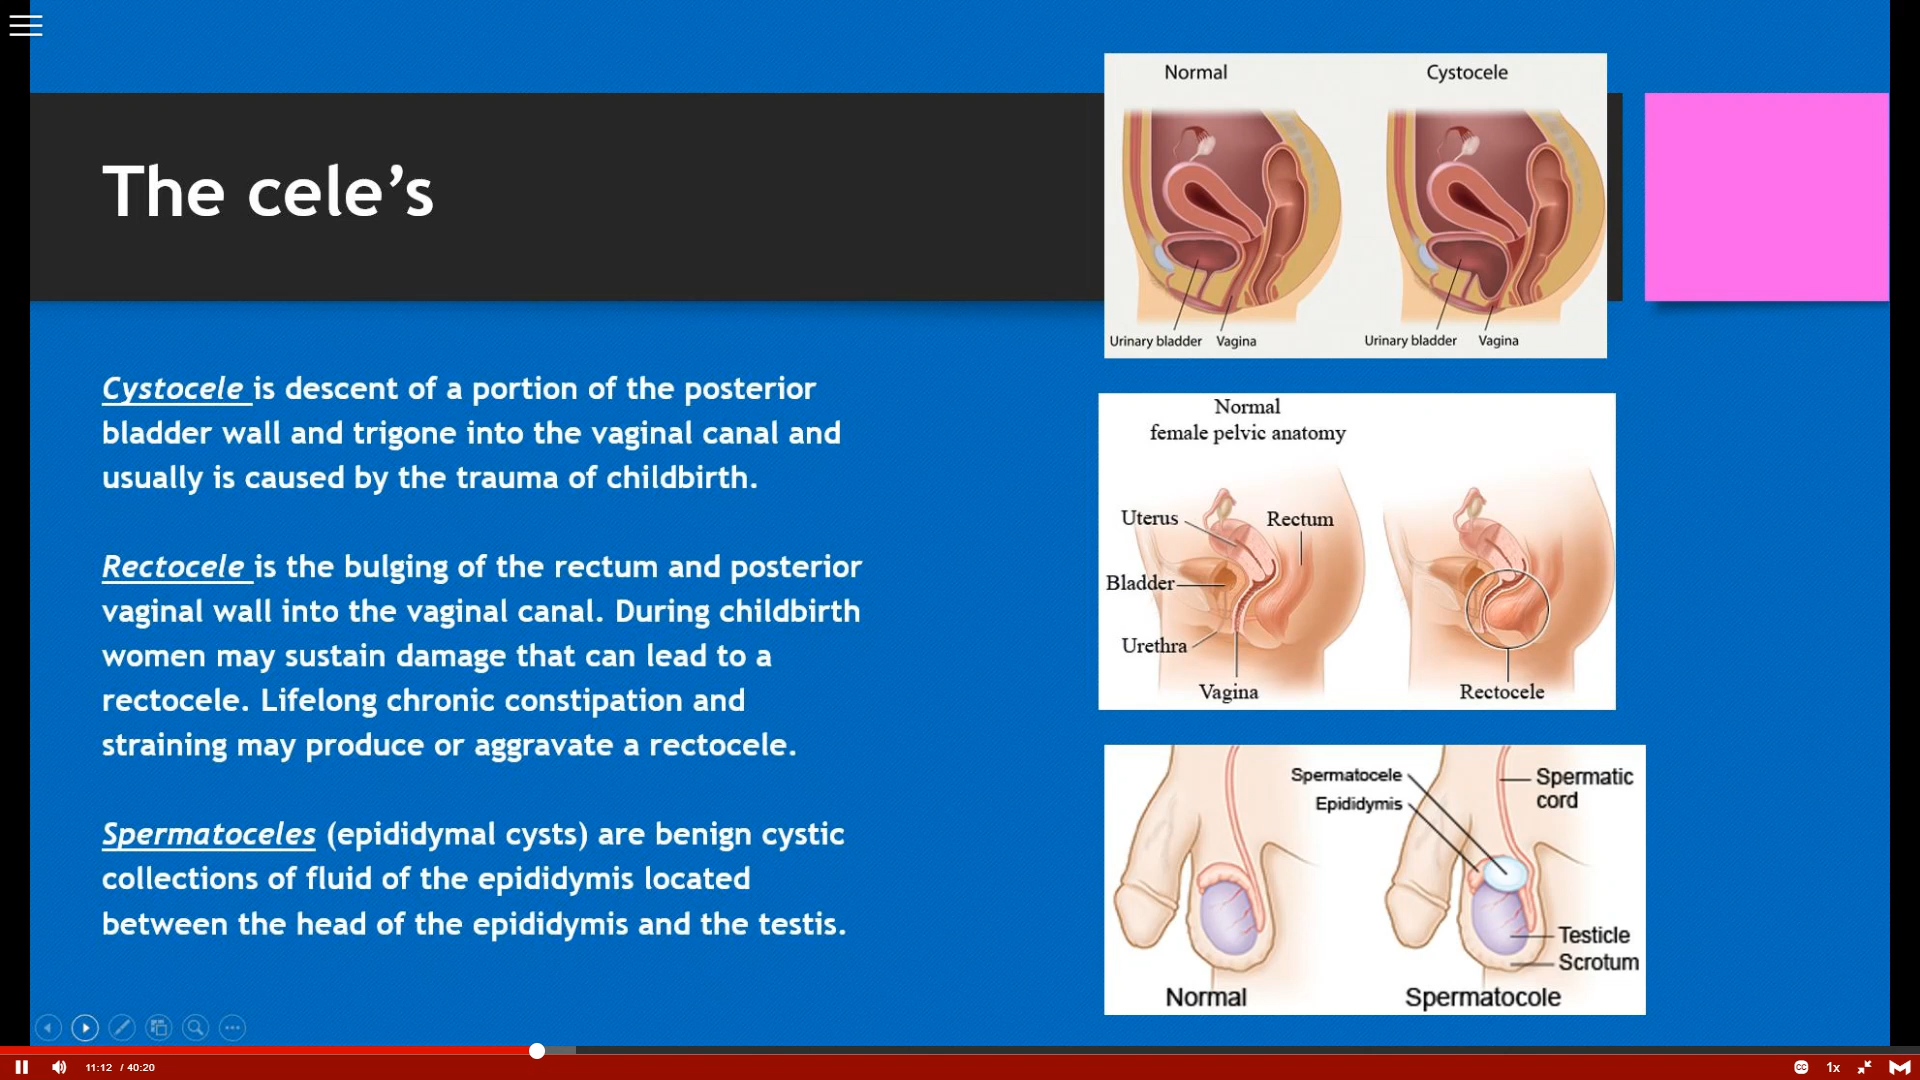 The cele’s
Cystocele is descent of a portion of the posterior
bladder wall and trigone into the vaginal canal and
usually is caused by the trauma of childbirth.
Rectocele is the bulging of the rectum and posterior
vaginal wall into the vaginal canal. During childbirth
women may sustain damage that can lead to a
rectocele. Lifelong chronic constipation and
straining may produce or aggravate a rectocele.
Spermatoceles (epididymal cysts) are benign cystic
collections of fluid of the epididymis located
between the head of the epididymis and the testis.
Normal
Cystocele
Urinary bladder
Vagina
Urinary bladder
Vagina
Normal
female pelvic anatomy
Uterus
Rectum
Bladder
Urethra
Vagina
Rectocele
Spermatocele
Epididymis
Spermatic
cord
Testicle
Scrotum
Normal
Spermatocole
11:12 / 40:20
CC
1x